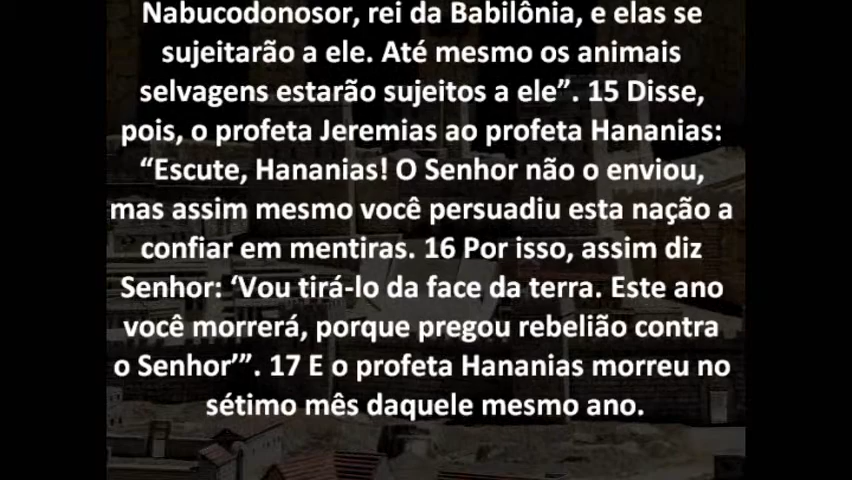 Nabucodonosor, rei da Babilônia, e elas se
sujeitarão a ele. Até mesmo os animais
selvagens estarão sujeitos a ele”. 15 Disse,
pois, o profeta Jeremias ao profeta Hananias:
“Escute, Hananias! O Senhor não o enviou,
mas assim mesmo você persuadiu esta nação a
confiar em mentiras. 16 Por isso, assim diz
Senhor: ‘Vou tirá-lo da face da terra. Este ano
você morrerá, porque pregou rebelião contra
o Senhor’”. 17 E o profeta Hananias morreu no
sétimo mês daquele mesmo ano.